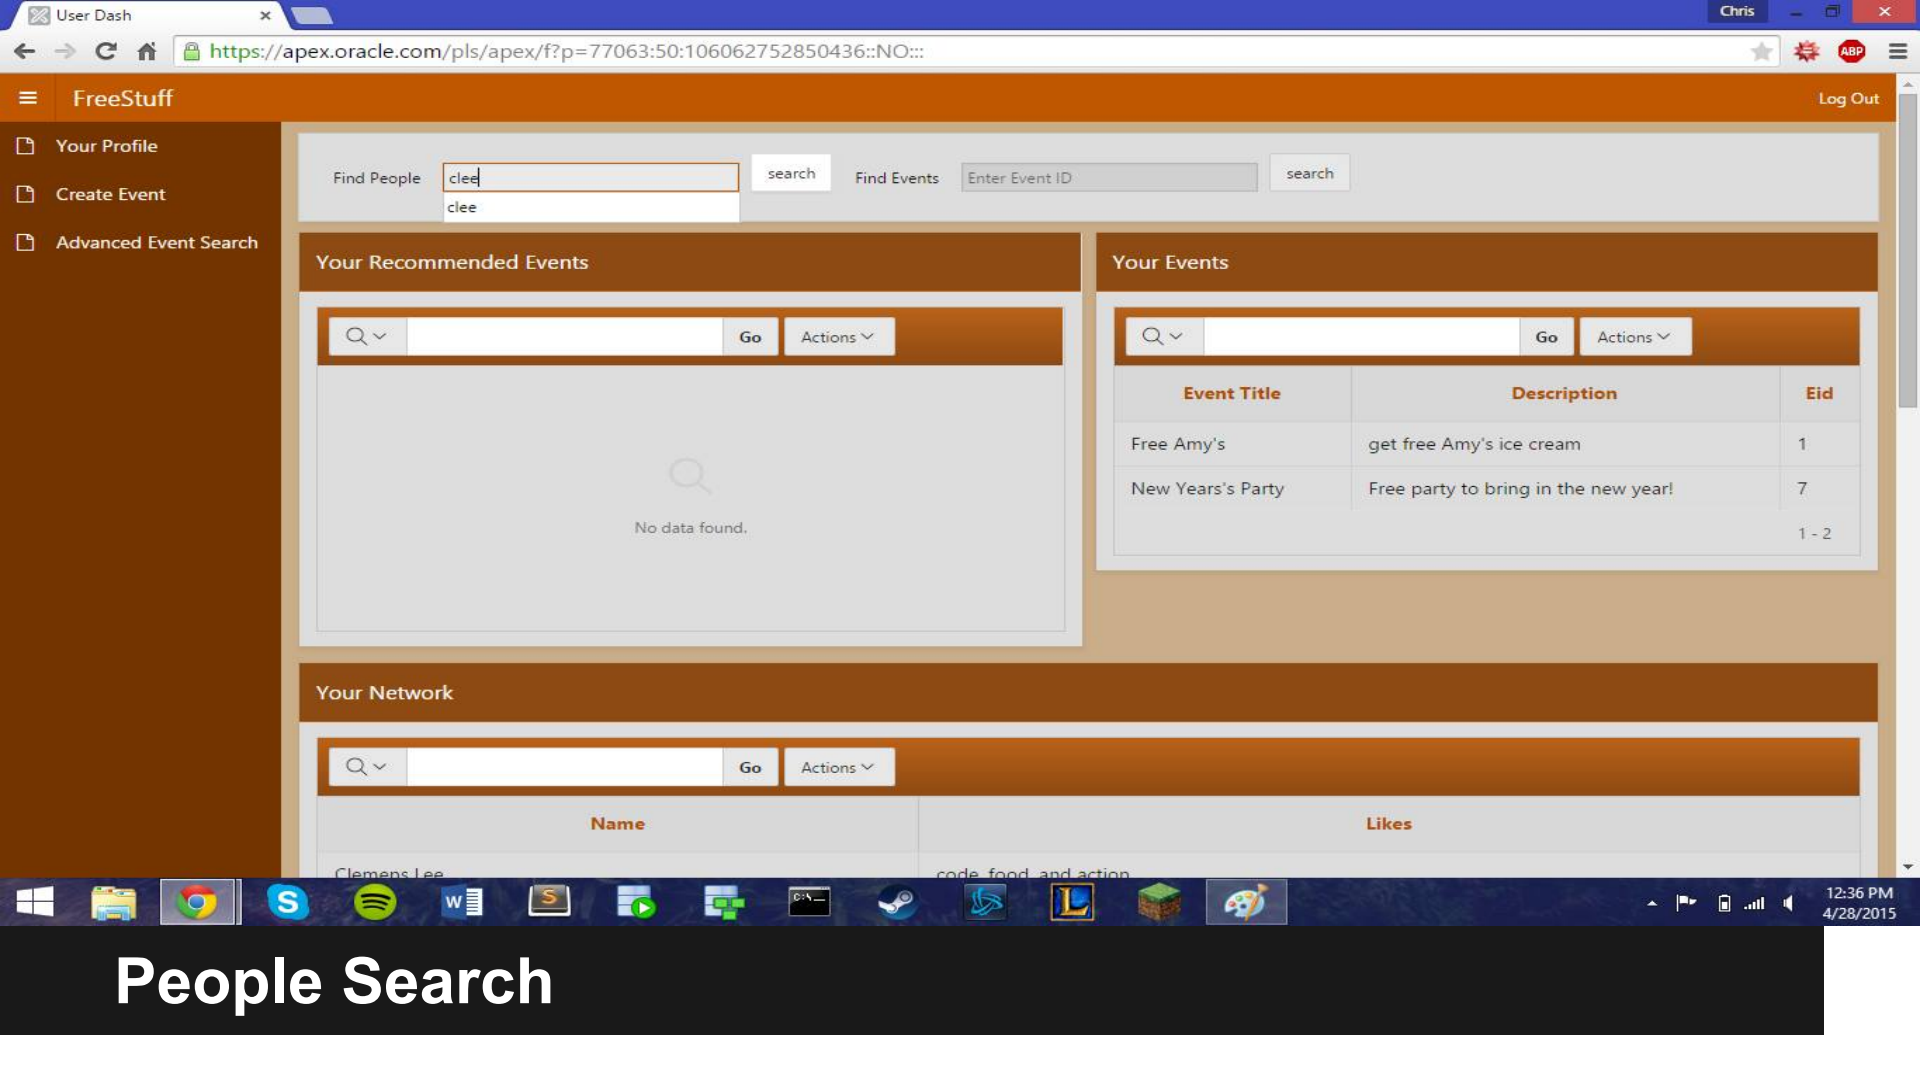 User Dash
Chris
https://apex.oracle.com/pls/apex/f?p=77063:50:106062752850436::NO:::
ABP
FreeStuff
Log Out
Your Profile
Create Event
Advanced Event Search
Find People clee search Find Events Enter Event ID search
clee
Your Recommended Events
Go Actions
No data found.
Your Events
Go Actions
Event Title Description Eid
Free Amy's get free Amy's ice cream 1
New Years's Party Free party to bring in the new year! 7
1 - 2
Your Network
Go Actions
Name Likes
Clemens Lee code, food, and action
C:\_
12:36 PM
4/28/2015
People Search